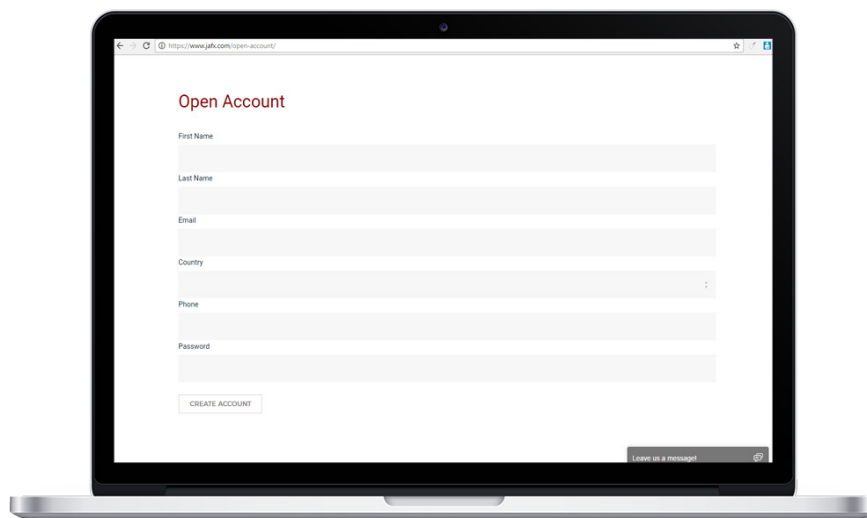 https://www.jafx.com/open-account/
Open Account
First Name
Last Name
Email
Country
Phone
Password
CREATE ACCOUNT
Leave us a message!